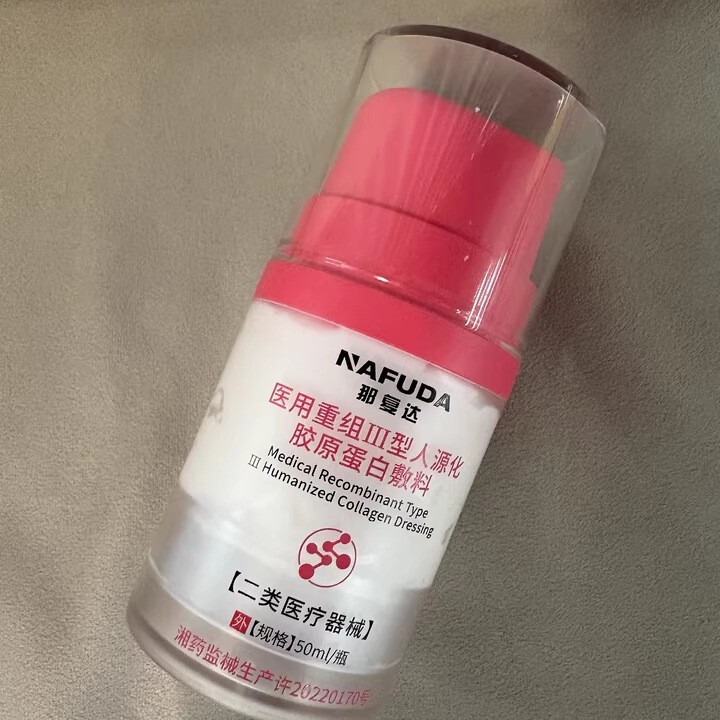 NAFUDA
那复达
医用重组III型人源化
胶原蛋白敷料
Medical Recombinant Type
III Humanized Collagen Dressing
【二类医疗器械】
外【规格】50ml/瓶
湘药监械生产许20220170号